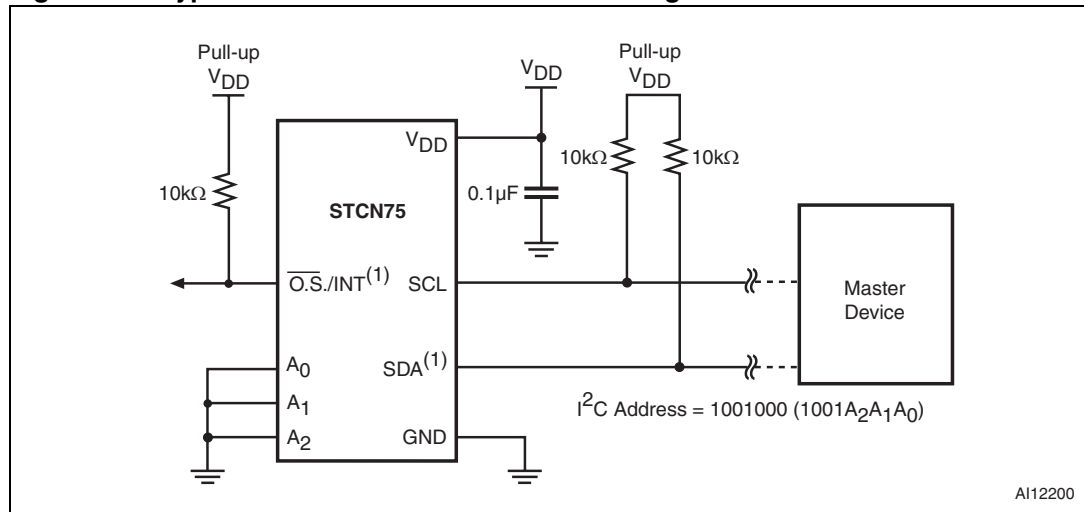 Pull-up
VDD
10kΩ
O.S./INT(1)
A0
A1
A2
STCN75
VDD
SCL
SDA(1)
GND
VDD
0.1µF
Pull-up
VDD
10kΩ
10kΩ
Master
Device
I2C Address = 1001000 (1001A2A1A0)
AI12200